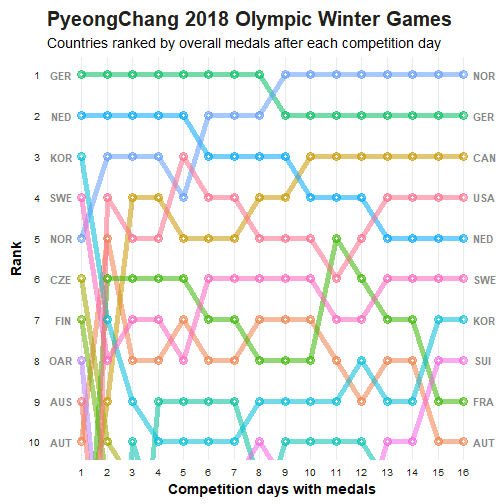 PyeongChang 2018 Olympic Winter Games
Countries ranked by overall medals after each competition day
1 GER NOR
2 NED GER
3 KOR CAN
4 SWE USA
5 NOR NED
6 CZE SWE
7 FIN KOR
8 OAR SUI
9 AUS FRA
10 AUT AUT
Rank
1 2 3 4 5 6 7 8 9 10 11 12 13 14 15 16
Competition days with medals